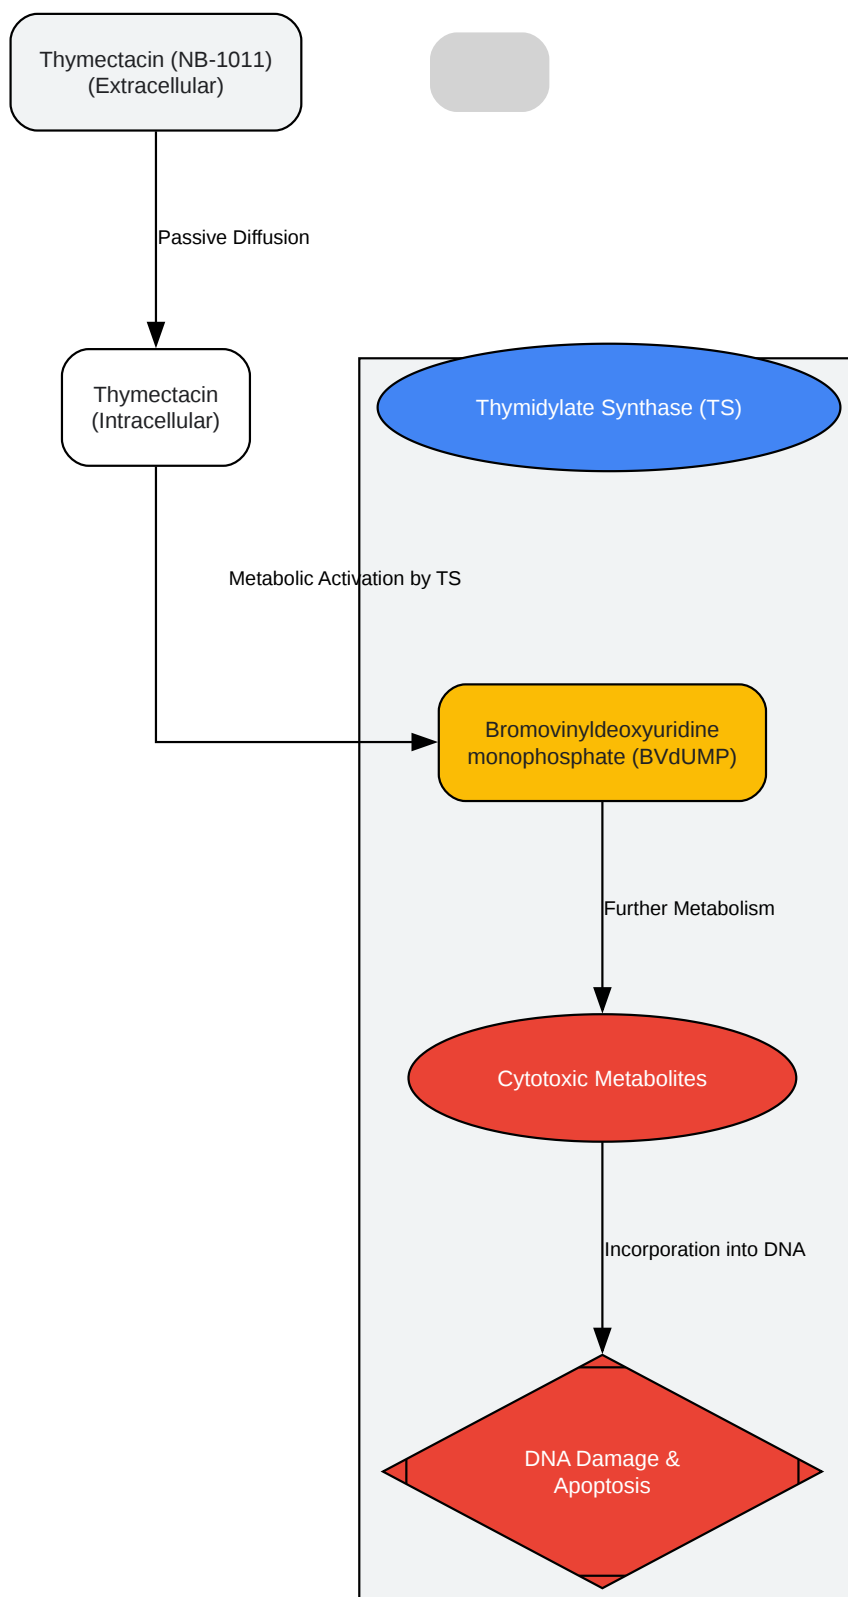 Thymectacin (NB-1011)
(Extracellular)
Passive Diffusion
Thymectacin
(Intracellular)
Thymidylate Synthase (TS)
Metabolic Activation by TS
Bromovinyldeoxyuridine
monophosphate (BVdUMP)
Further Metabolism
Cytotoxic Metabolites
Incorporation into DNA
DNA Damage &
Apoptosis